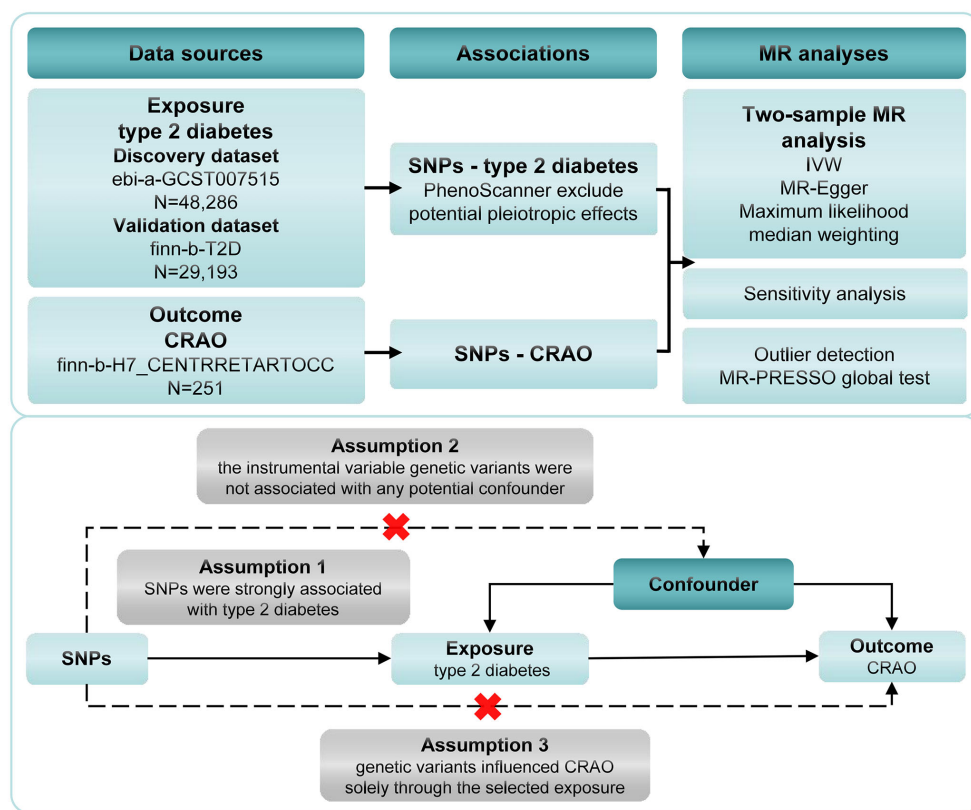 Data sources
Associations
MR analyses
Exposure
type 2 diabetes
Discovery dataset
ebi-a-GCST007515
N=48,286
Validation dataset
finn-b-T2D
N=29,193
SNPs - type 2 diabetes
PhenoScanner exclude
potential pleiotropic effects
Two-sample MR
analysis
IVW
MR-Egger
Maximum likelihood
median weighting
Outcome
CRAO
finn-b-H7_CENTRRETARTOCC
N=251
SNPs - CRAO
Sensitivity analysis
Outlier detection
MR-PRESSO global test
Assumption 2
the instrumental variable genetic variants were
not associated with any potential confounder
Assumption 1
SNPs were strongly associated
with type 2 diabetes
Confounder
SNPs
Exposure
type 2 diabetes
Outcome
CRAO
Assumption 3
genetic variants influenced CRAO
solely through the selected exposure